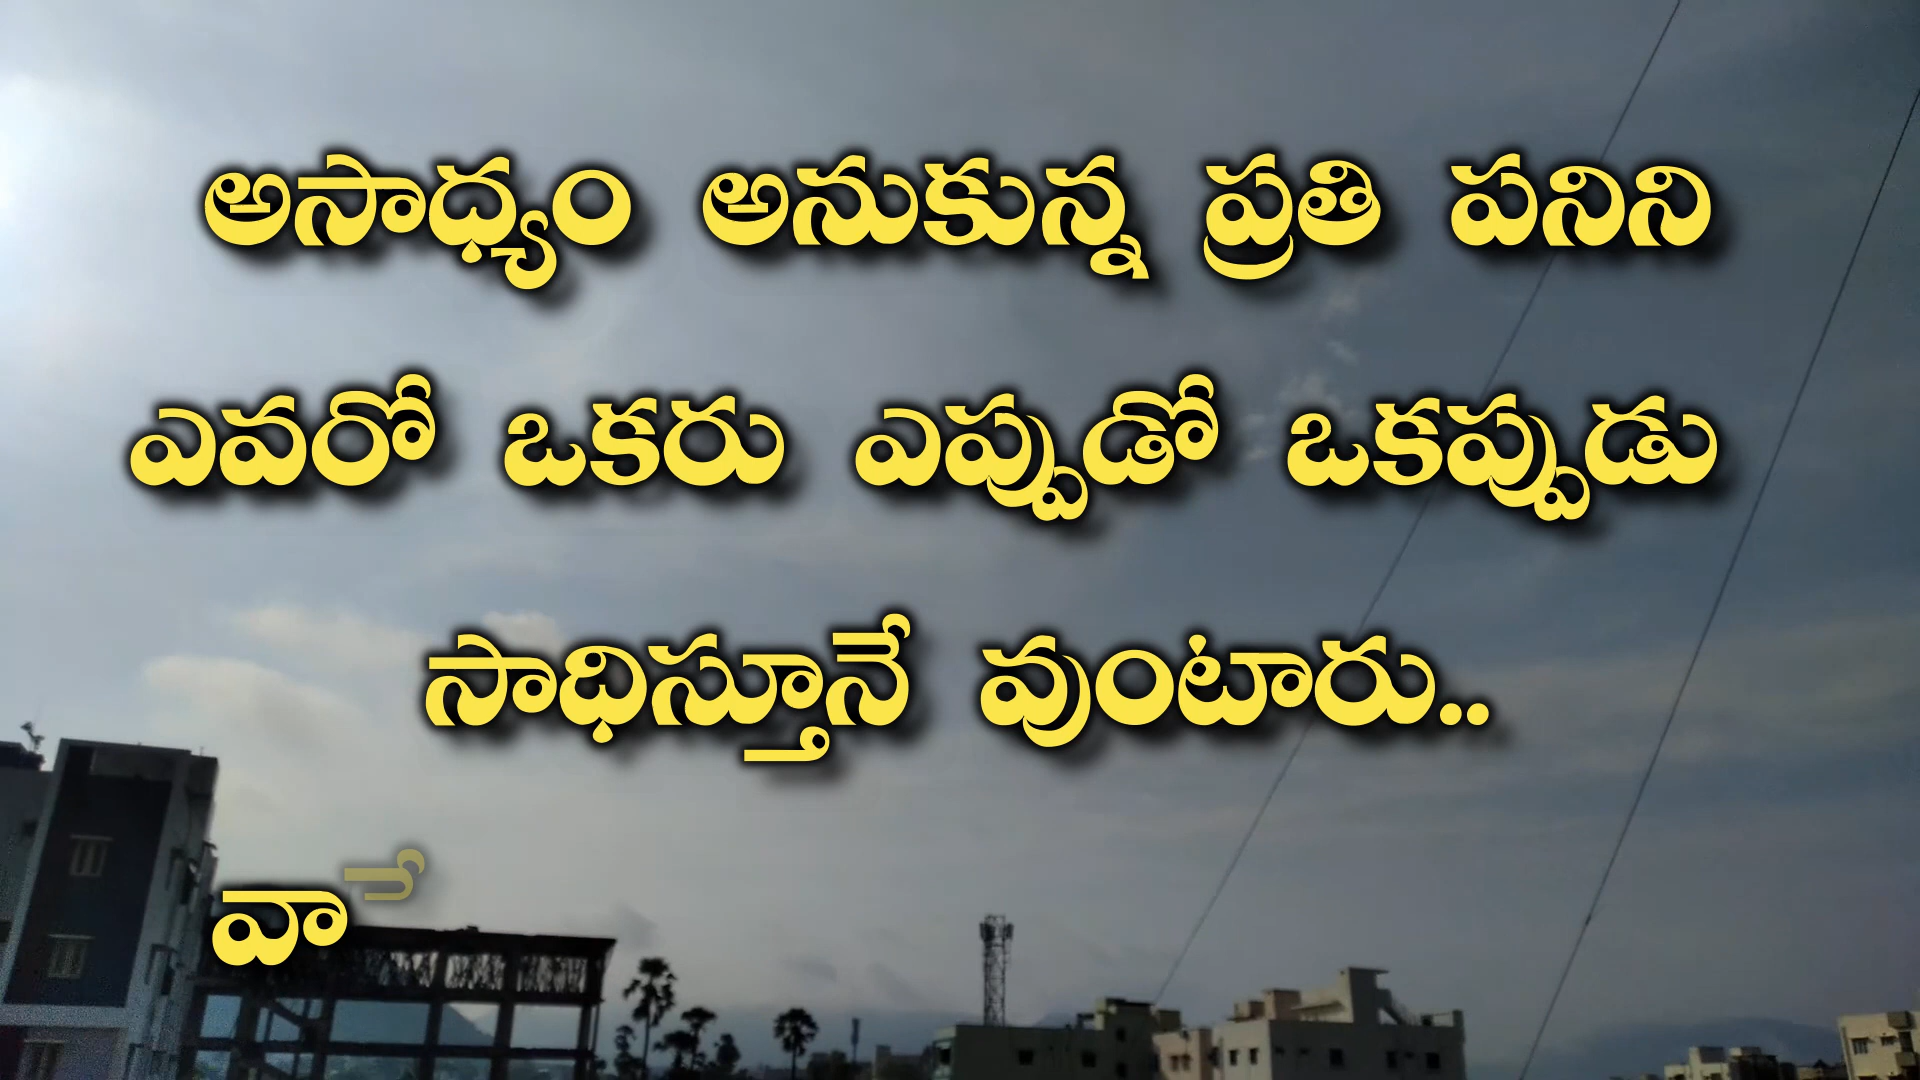 అసాధ్యం అనుకున్న ప్రతి పనిని
ఎవరో ఒకరు ఎప్పుడో ఒకప్పుడు
సాధిస్తూనే వుంటారు..
వా